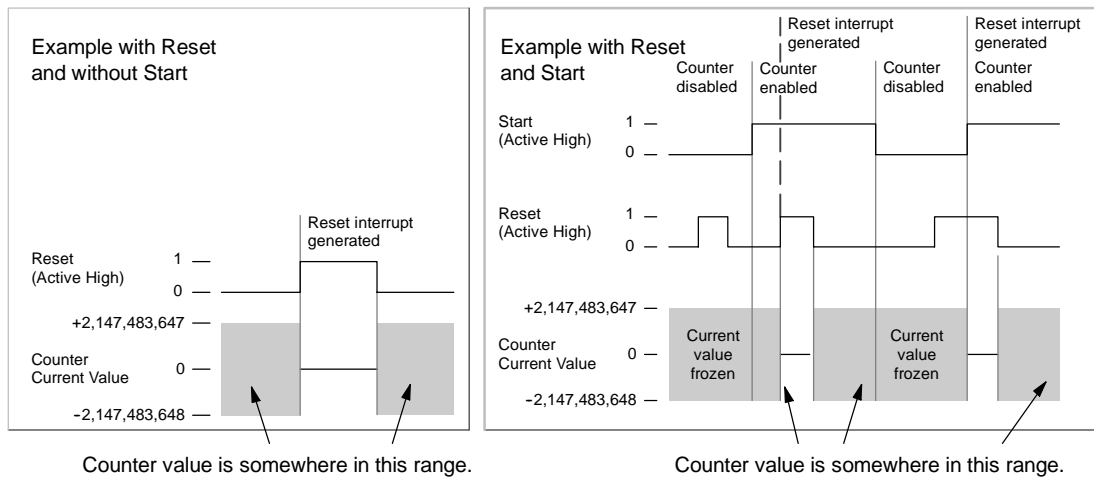 Example with Reset
and without Start
Reset interrupt
generated
Reset
(Active High)
1
0
+2,147,483,647
Counter
Current Value
0
-2,147,483,648
Counter value is somewhere in this range.
Example with Reset
and Start
Reset interrupt
generated
Reset interrupt
generated
Counter
disabled
Counter
enabled
Counter
disabled
Counter
enabled
Start
(Active High)
1
0
Reset
(Active High)
1
0
+2,147,483,647
Counter
Current Value
0
-2,147,483,648
Current
value
frozen
Current
value
frozen
Counter value is somewhere in this range.